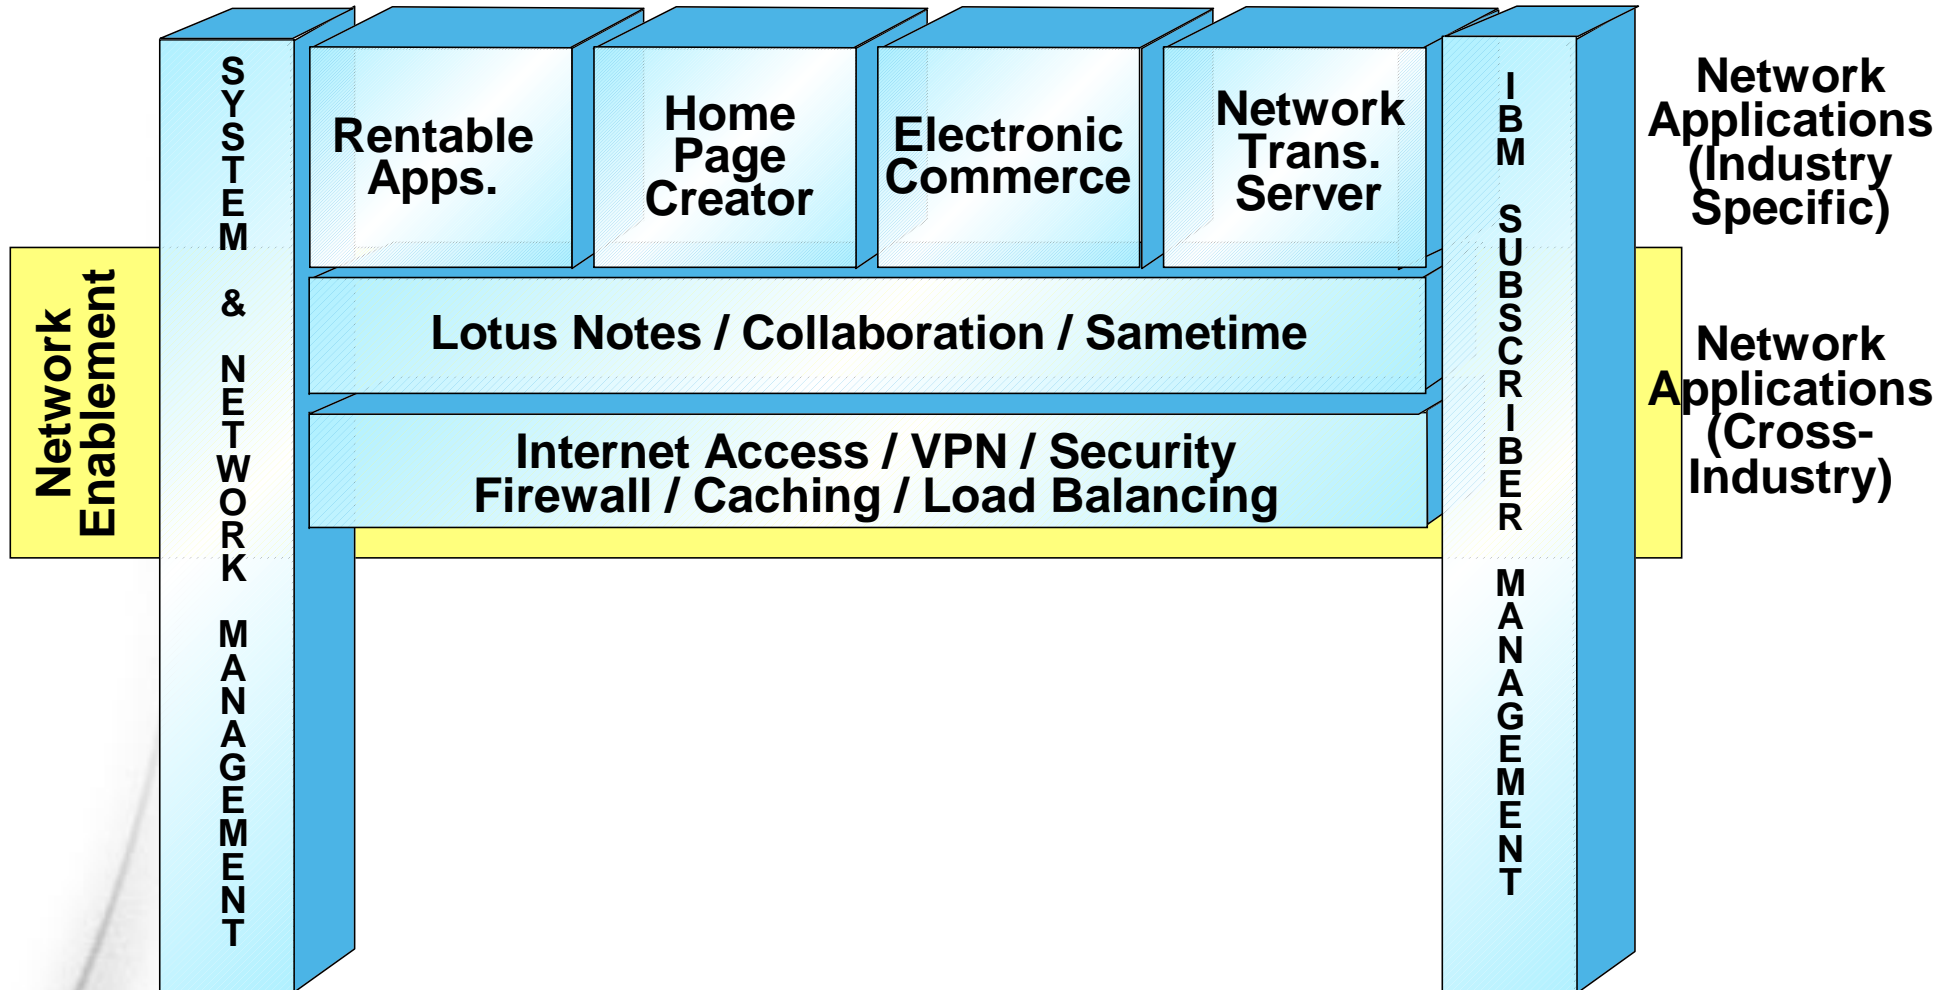 SYSTEM & NETWORK MANAGEMENT
Rentable
Apps.
Home
Page
Creator
Electronic
Commerce
Network
Trans.
Server
IBM SUBSCRIBER MANAGEMENT
Network
Applications
(Industry
Specific)
Network
Enablement
Lotus Notes / Collaboration / Sametime
Network
Applications
(Cross-
Industry)
Internet Access / VPN / Security
Firewall / Caching / Load Balancing